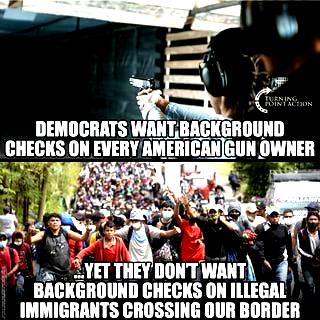 TURNING
POINT ACTION
DEMOCRATS WANT BACKGROUND
CHECKS ON EVERY AMERICAN GUN OWNER
...YET THEY DON'T WANT
BACKGROUND CHECKS ON ILLEGAL
IMMIGRANTS CROSSING OUR BORDER